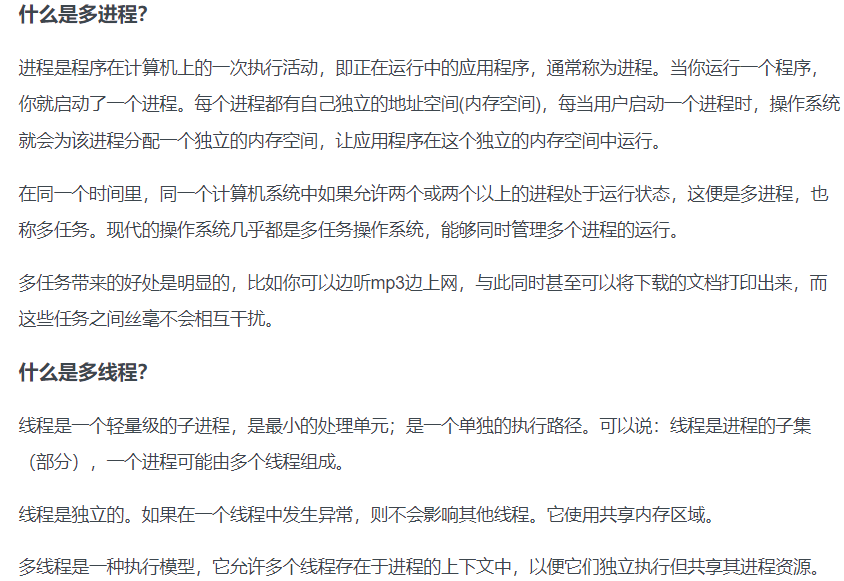 什么是多进程？
进程是程序在计算机上的一次执行活动，即正在运行中的应用程序，通常称为进程。当你运行一个程序，
你就启动了一个进程。每个进程都有自己独立的地址空间(内存空间)，每当用户启动一个进程时，操作系统
就会为该进程分配一个独立的内存空间，让应用程序在这个独立的内存空间中运行。
在同一个时间里，同一个计算机系统中如果允许两个或两个以上的进程处于运行状态，这便是多进程，也
称多任务。现代的操作系统几乎都是多任务操作系统，能够同时管理多个进程的运行。
多任务带来的好处是明显的，比如你可以边听mp3边上网，与此同时甚至可以将下载的文档打印出来，而
这些任务之间丝毫不会相互干扰。
什么是多线程？
线程是一个轻量级的子进程，是最小的处理单元；是一个单独的执行路径。可以说：线程是进程的子集
（部分），一个进程可能由多个线程组成。
线程是独立的。如果在一个线程中发生异常，则不会影响其他线程。它使用共享内存区域。
多线程是一种执行模型，它允许多个线程存在于进程的上下文中，以便它们独立执行但共享其进程资源。